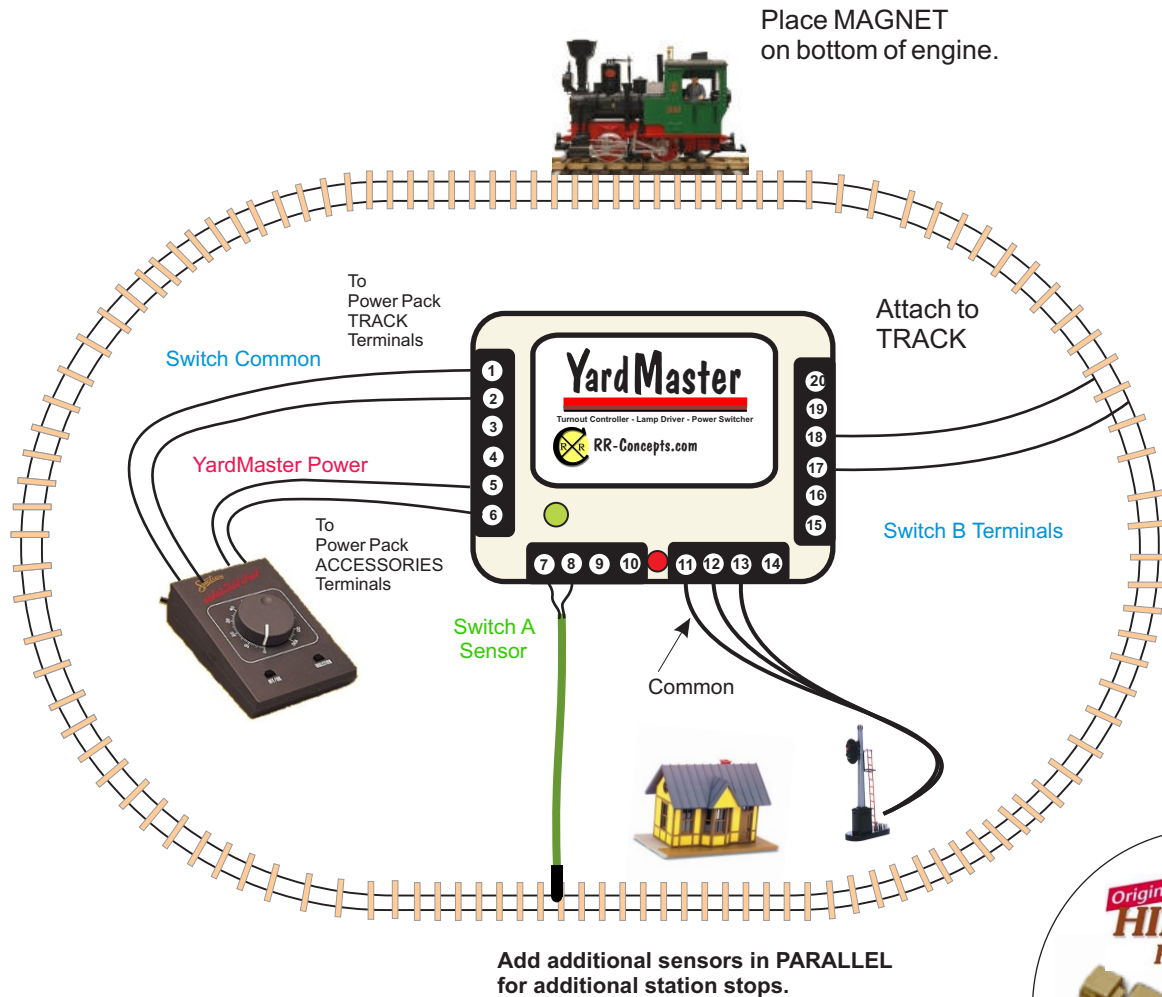 Place MAGNET
on bottom of engine.
To
Power Pack
TRACK
Terminals
Switch Common
YardMaster Power
To
Power Pack
ACCESSORIES
Terminals
1
2
3
4
5
6
YardMaster
Turnout Controller - Lamp Driver - Power Switcher
R R
RR-Concepts.com
20
19
18
17
16
15
7 8 9 10 11 12 13 14
Attach to
TRACK
Switch B Terminals
Switch A
Sensor
Common
Add additional sensors in PARALLEL
for additional station stops.